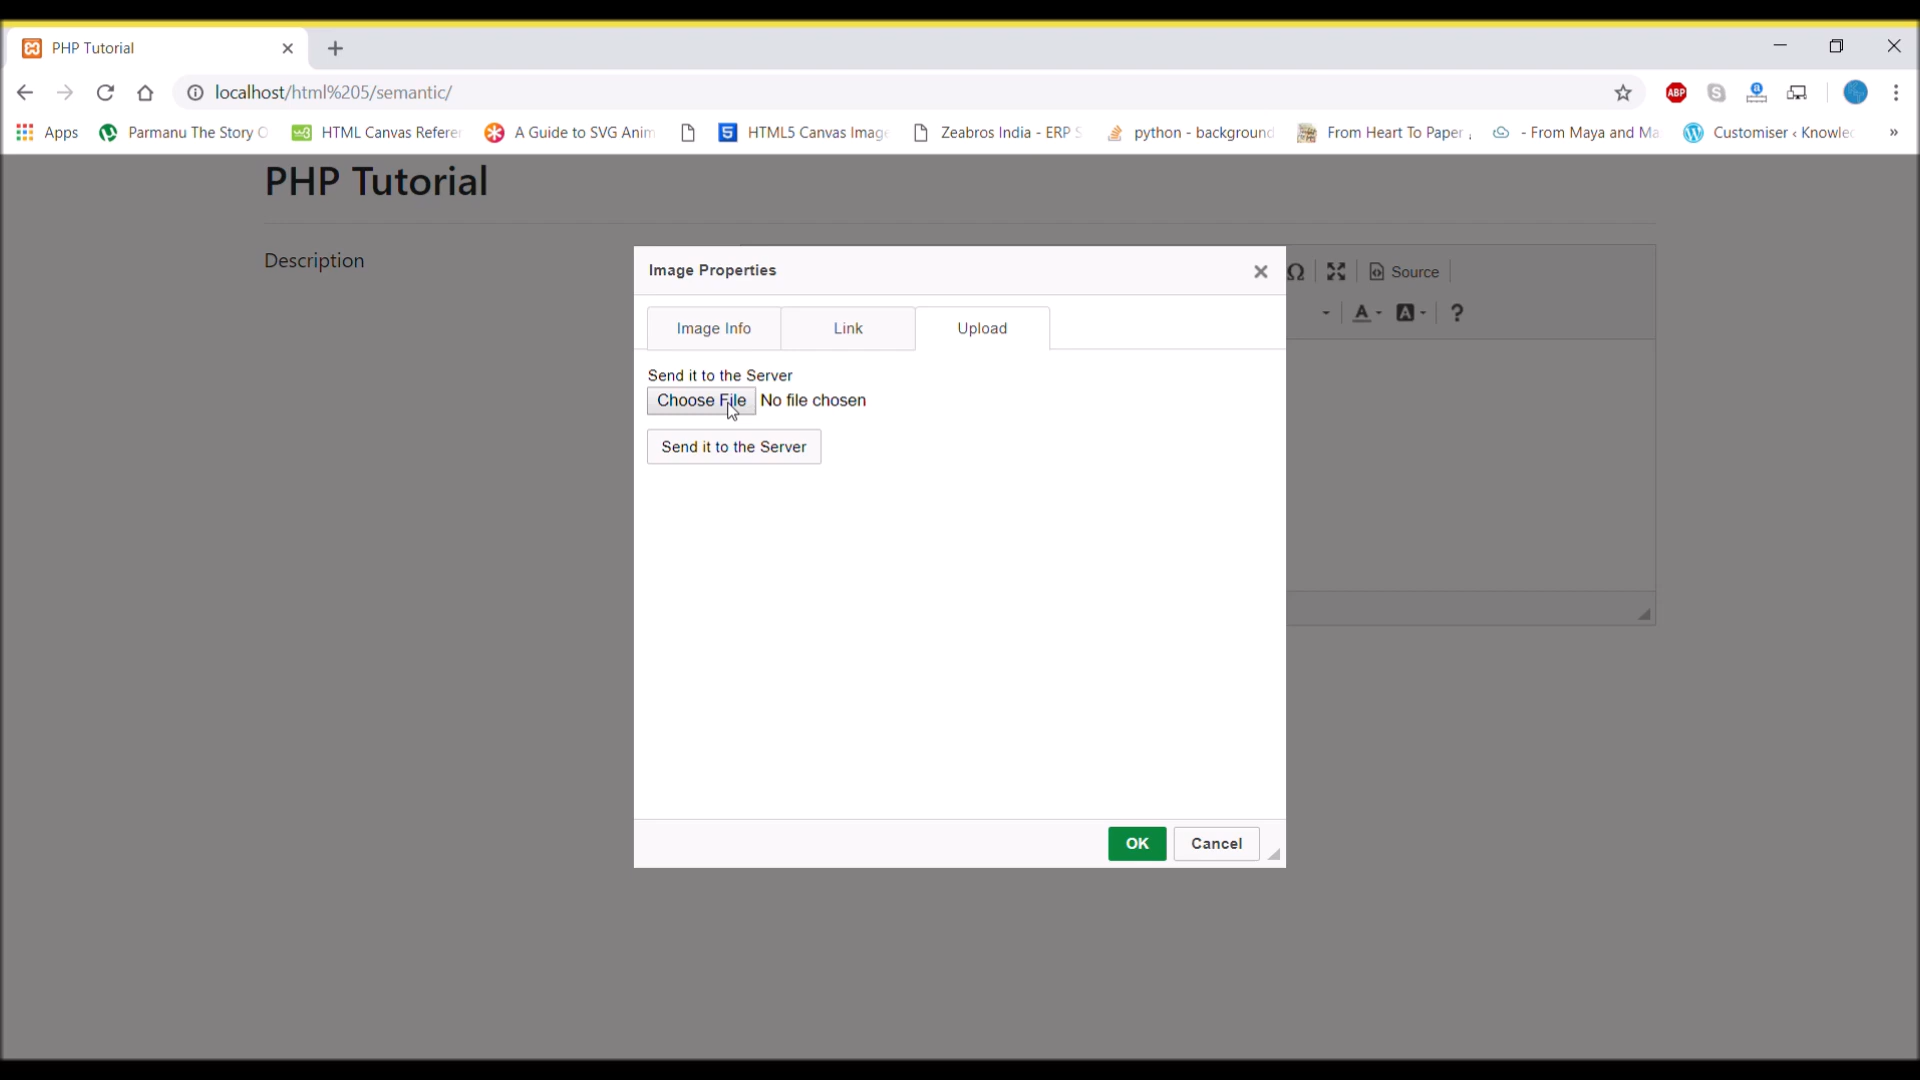 PHP Tutorial
localhost/html%205/semantic/
ABP
Apps Parmanu The Story HTML Canvas Refere A Guide to SVG Anim HTML5 Canvas Image Zeabros India - ERP S python - background From Heart To Paper - From Maya and Ma Customiser ‹ Knowle »
PHP Tutorial
Description
Image Properties
Ω Source
A A ?
Image Info Link Upload
Send it to the Server
Choose File No file chosen
Send it to the Server
OK Cancel